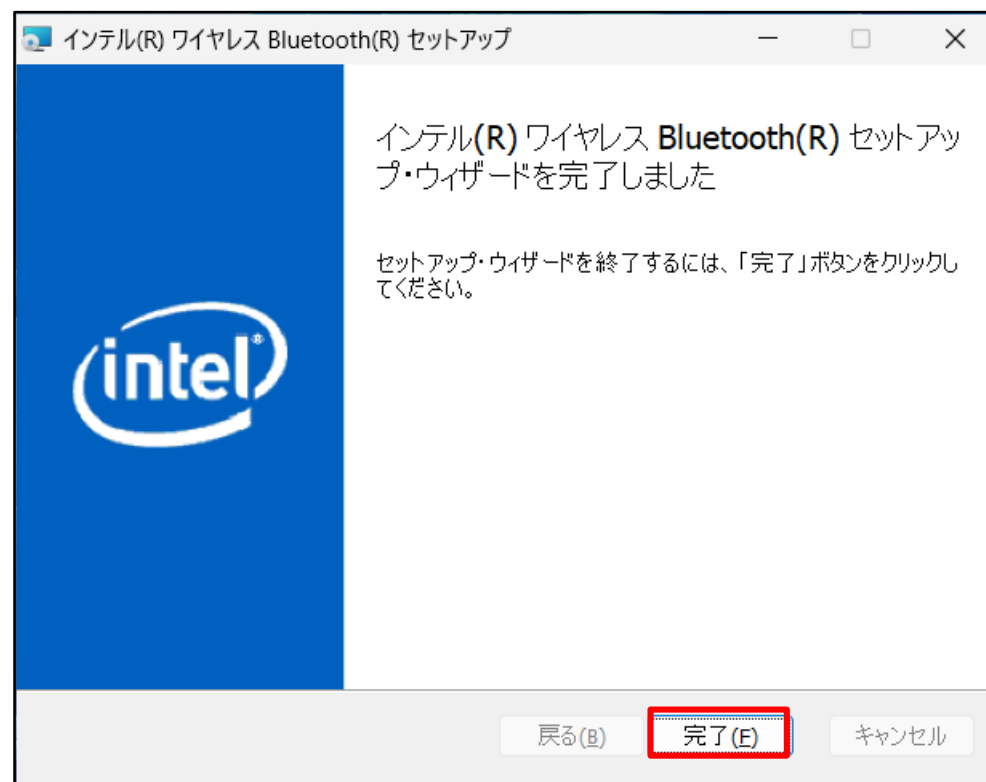 インテル(R) ワイヤレス Bluetooth(R) セットアップ
インテル(R) ワイヤレス Bluetooth(R) セットアッ
プ・ウィザードを完了しました
セットアップ・ウィザードを終了するには、「完了」ボタンをクリックし
てください。
intel®
戻る(B)
完了(F)
キャンセル